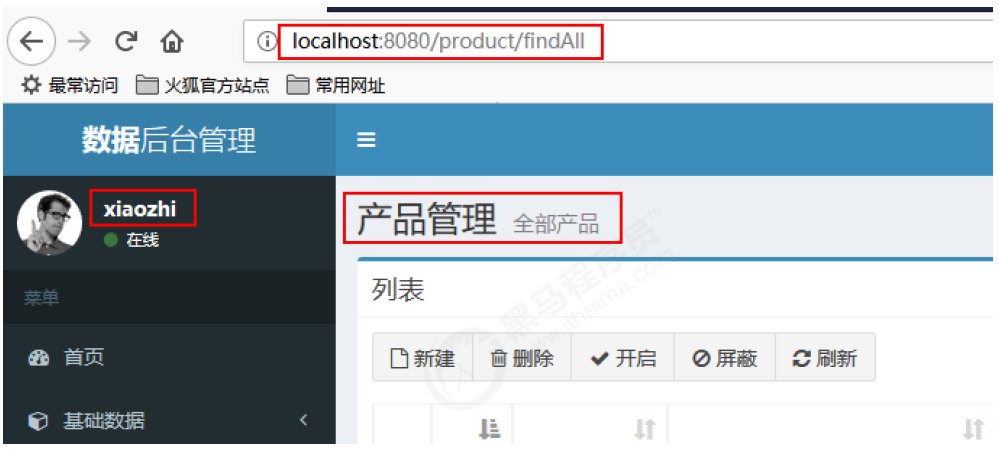 localhost:8080/product/findAll
最常访问 火狐官方站点 常用网址
数据后台管理
xiaozhi
在线
产品管理 全部产品
菜单
列表
首页
新建 删除 开启 屏蔽 刷新
基础数据
黑马程序员™
www.itheima.com